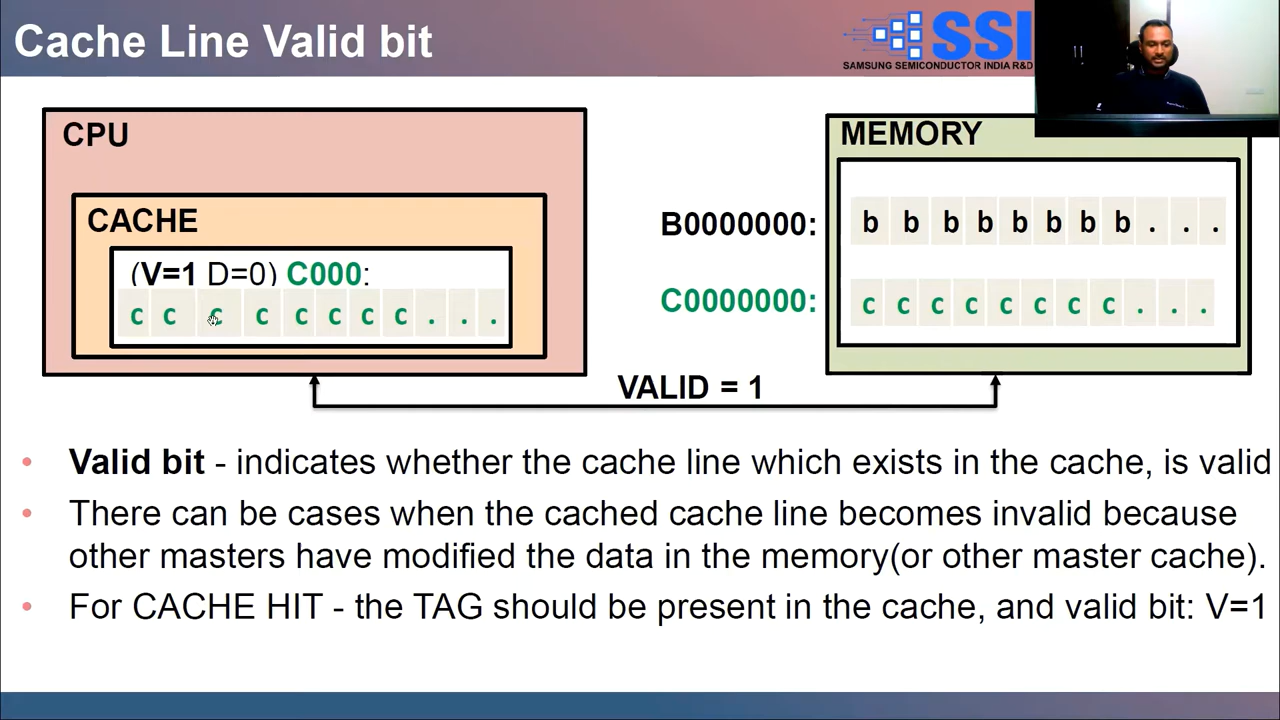 Cache Line Valid bit
SSI
SAMSUNG SEMICONDUCTOR INDIA R&D
CPU
MEMORY
CACHE
B0000000:
b b b b b b b b . . .
(V=1 D=0) C000:
C0000000:
c c c c c c c c . . .
c c c c c c c c . . .
VALID = 1
• Valid bit - indicates whether the cache line which exists in the cache, is valid
• There can be cases when the cached cache line becomes invalid because
other masters have modified the data in the memory(or other master cache).
• For CACHE HIT - the TAG should be present in the cache, and valid bit: V=1